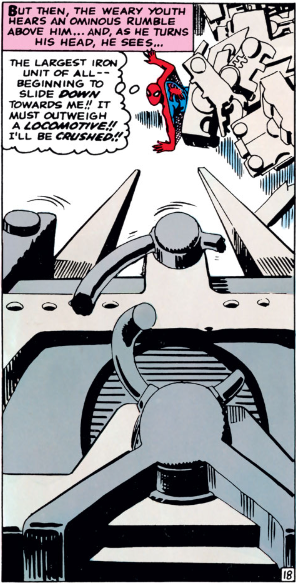 BUT THEN, THE WEARY YOUTH
HEARS AN OMINOUS RUMBLE
ABOVE HIM... AND, AS HE TURNS
HIS HEAD, HE SEES...
THE LARGEST IRON
UNIT OF ALL--
BEGINNING TO
SLIDE DOWN
TOWARDS ME!! IT
MUST OUTWEIGH
A LOCOMOTIVE!!
I'LL BE CRUSHED!!
18